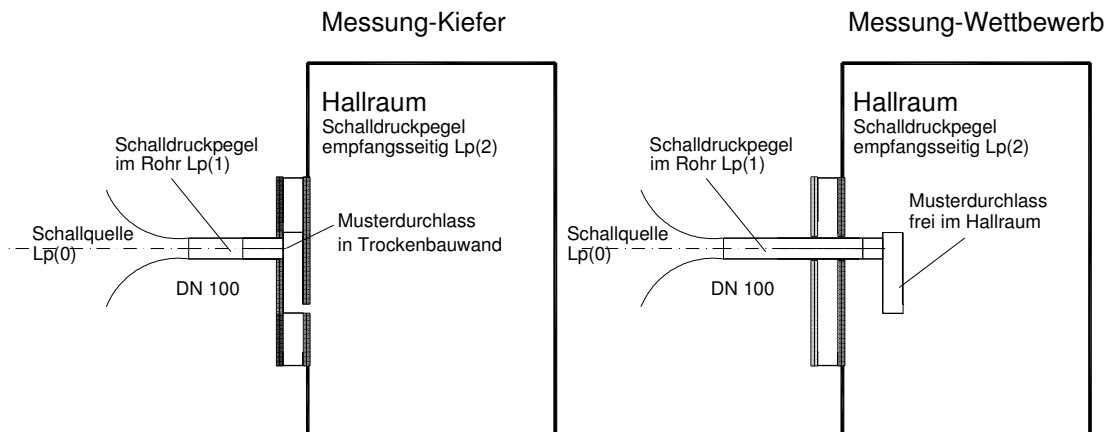 Messung-Kiefer
Hallraum
Schalldruckpegel
empfangsseitig Lp(2)
Schalldruckpegel
im Rohr Lp(1)
Schallquelle
Lp(0)
Musterdurchlass
in Trockenbauwand
DN 100
Messung-Wettbewerb
Hallraum
Schalldruckpegel
empfangsseitig Lp(2)
Schalldruckpegel
im Rohr Lp(1)
Musterdurchlass
frei im Hallraum
Schallquelle
Lp(0)
DN 100